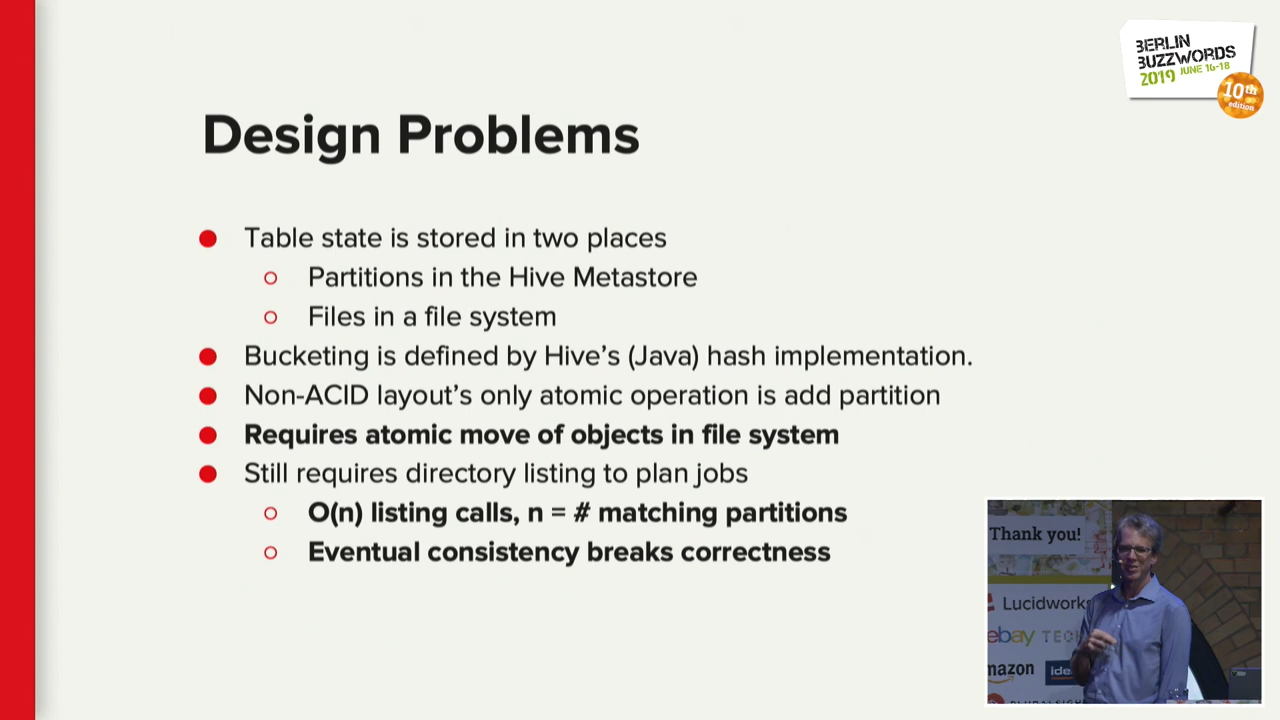 BERLIN
BUZZWORDS
2019 JUNE 16-18
10th
edition
Design Problems
Table state is stored in two places
Partitions in the Hive Metastore
Files in a file system
Bucketing is defined by Hive's (Java) hash implementation.
Non-ACID layout's only atomic operation is add partition
Requires atomic move of objects in file system
Still requires directory listing to plan jobs
O(n) listing calls, n = # matching partitions
Eventual consistency breaks correctness
Thank you!
Lucidworks
ebay TECH